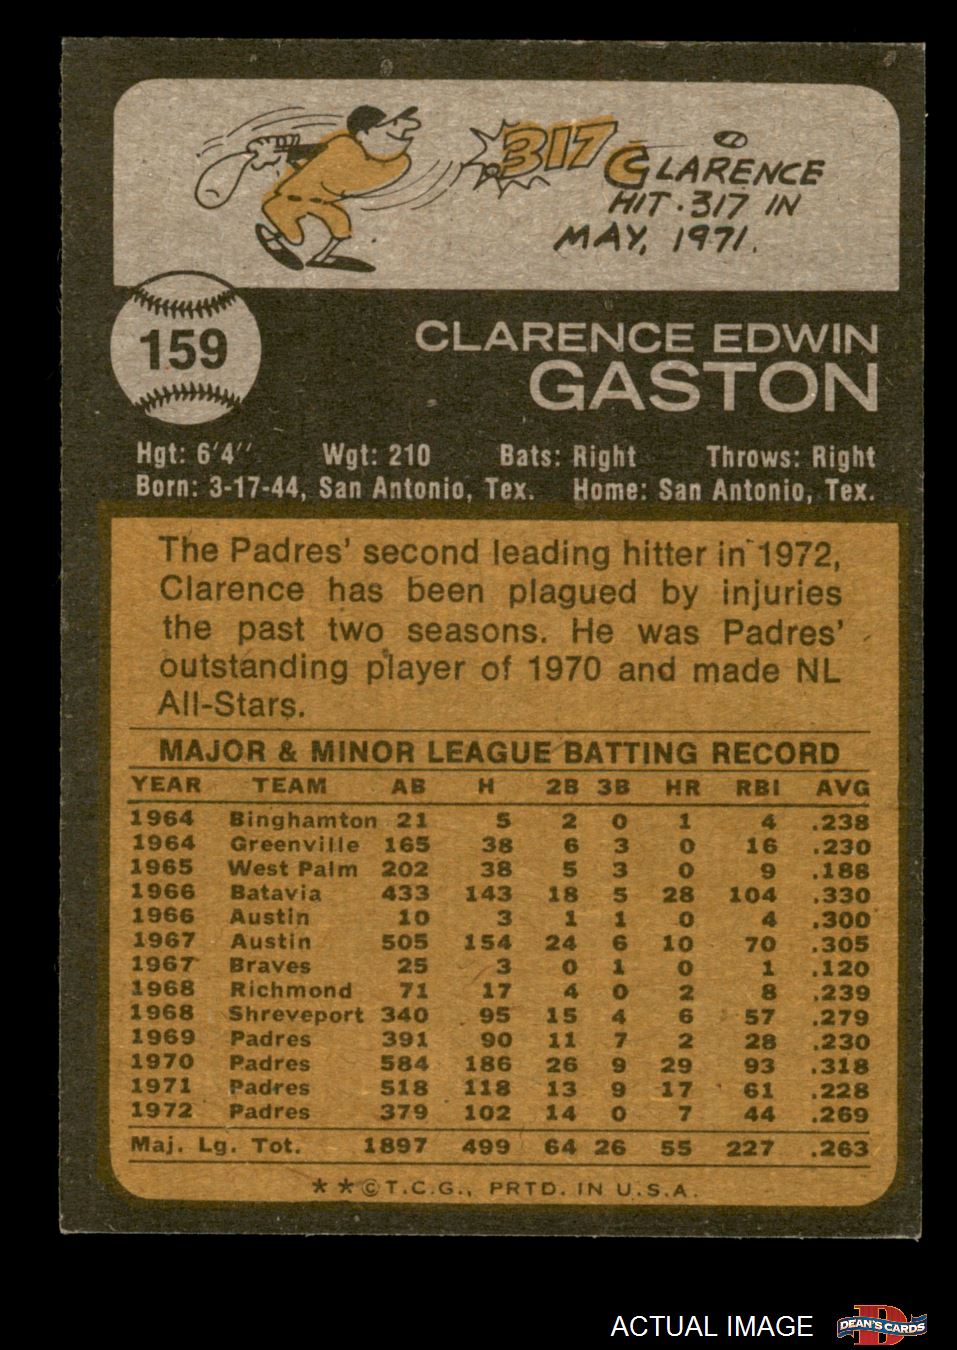 .317 CLARENCE
HIT .317 IN
MAY, 1971.
159
CLARENCE EDWIN
GASTON
Hgt: 6'4" Wgt: 210 Bats: Right Throws: Right
Born: 3-17-44, San Antonio, Tex. Home: San Antonio, Tex.
The Padres' second leading hitter in 1972,
Clarence has been plagued by injuries
the past two seasons. He was Padres'
outstanding player of 1970 and made NL
All-Stars.
MAJOR & MINOR LEAGUE BATTING RECORD
YEAR TEAM AB H 2B 3B HR RBI AVG
1964 Binghamton 21 5 2 0 1 4 .238
1964 Greenville 165 38 6 3 0 16 .230
1965 West Palm 202 38 5 3 0 9 .188
1966 Batavia 433 143 18 5 28 104 .330
1966 Austin 10 3 1 1 0 4 .300
1967 Austin 505 154 24 6 10 70 .305
1967 Braves 25 3 0 1 0 1 .120
1968 Richmond 71 17 4 0 2 8 .239
1968 Shreveport 340 95 15 4 6 57 .279
1969 Padres 391 90 11 7 2 28 .230
1970 Padres 584 186 26 9 29 93 .318
1971 Padres 518 118 13 9 17 61 .228
1972 Padres 379 102 14 0 7 44 .269
Maj. Lg. Tot. 1897 499 64 26 55 227 .263
**©T.C.G., PRTD. IN U.S.A.
ACTUAL IMAGE DEAN'S CARDS